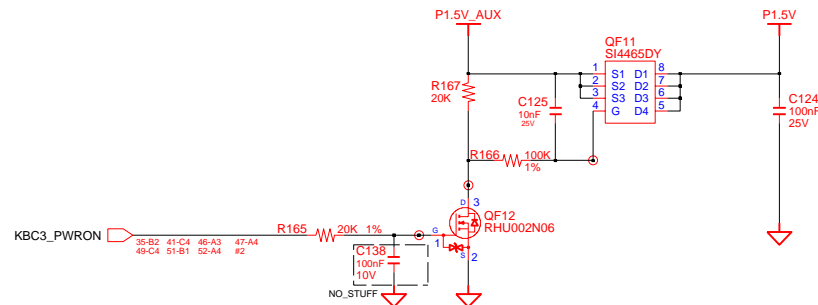 P1.5V_AUX
P1.5V
QF11
SI4465DY
1 S1 D1 8
2 S2 D2 7
3 S3 D3 6
4 G D4 5
R167
20K
C125
10nF
25V
C124
100nF
25V
R166 100K
1%
D 3
QF12
RHU002N06
G
1
S 2
KBC3_PWRON
35-B2 41-C4 46-A3 47-A4
49-C4 51-B1 52-A4 #2
R165 20K 1%
C138
100nF
10V
NO_STUFF